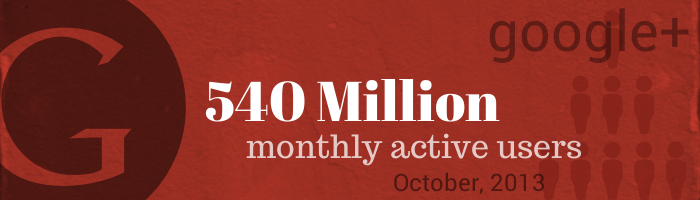 google+
G
540 Million
monthly active users
October, 2013